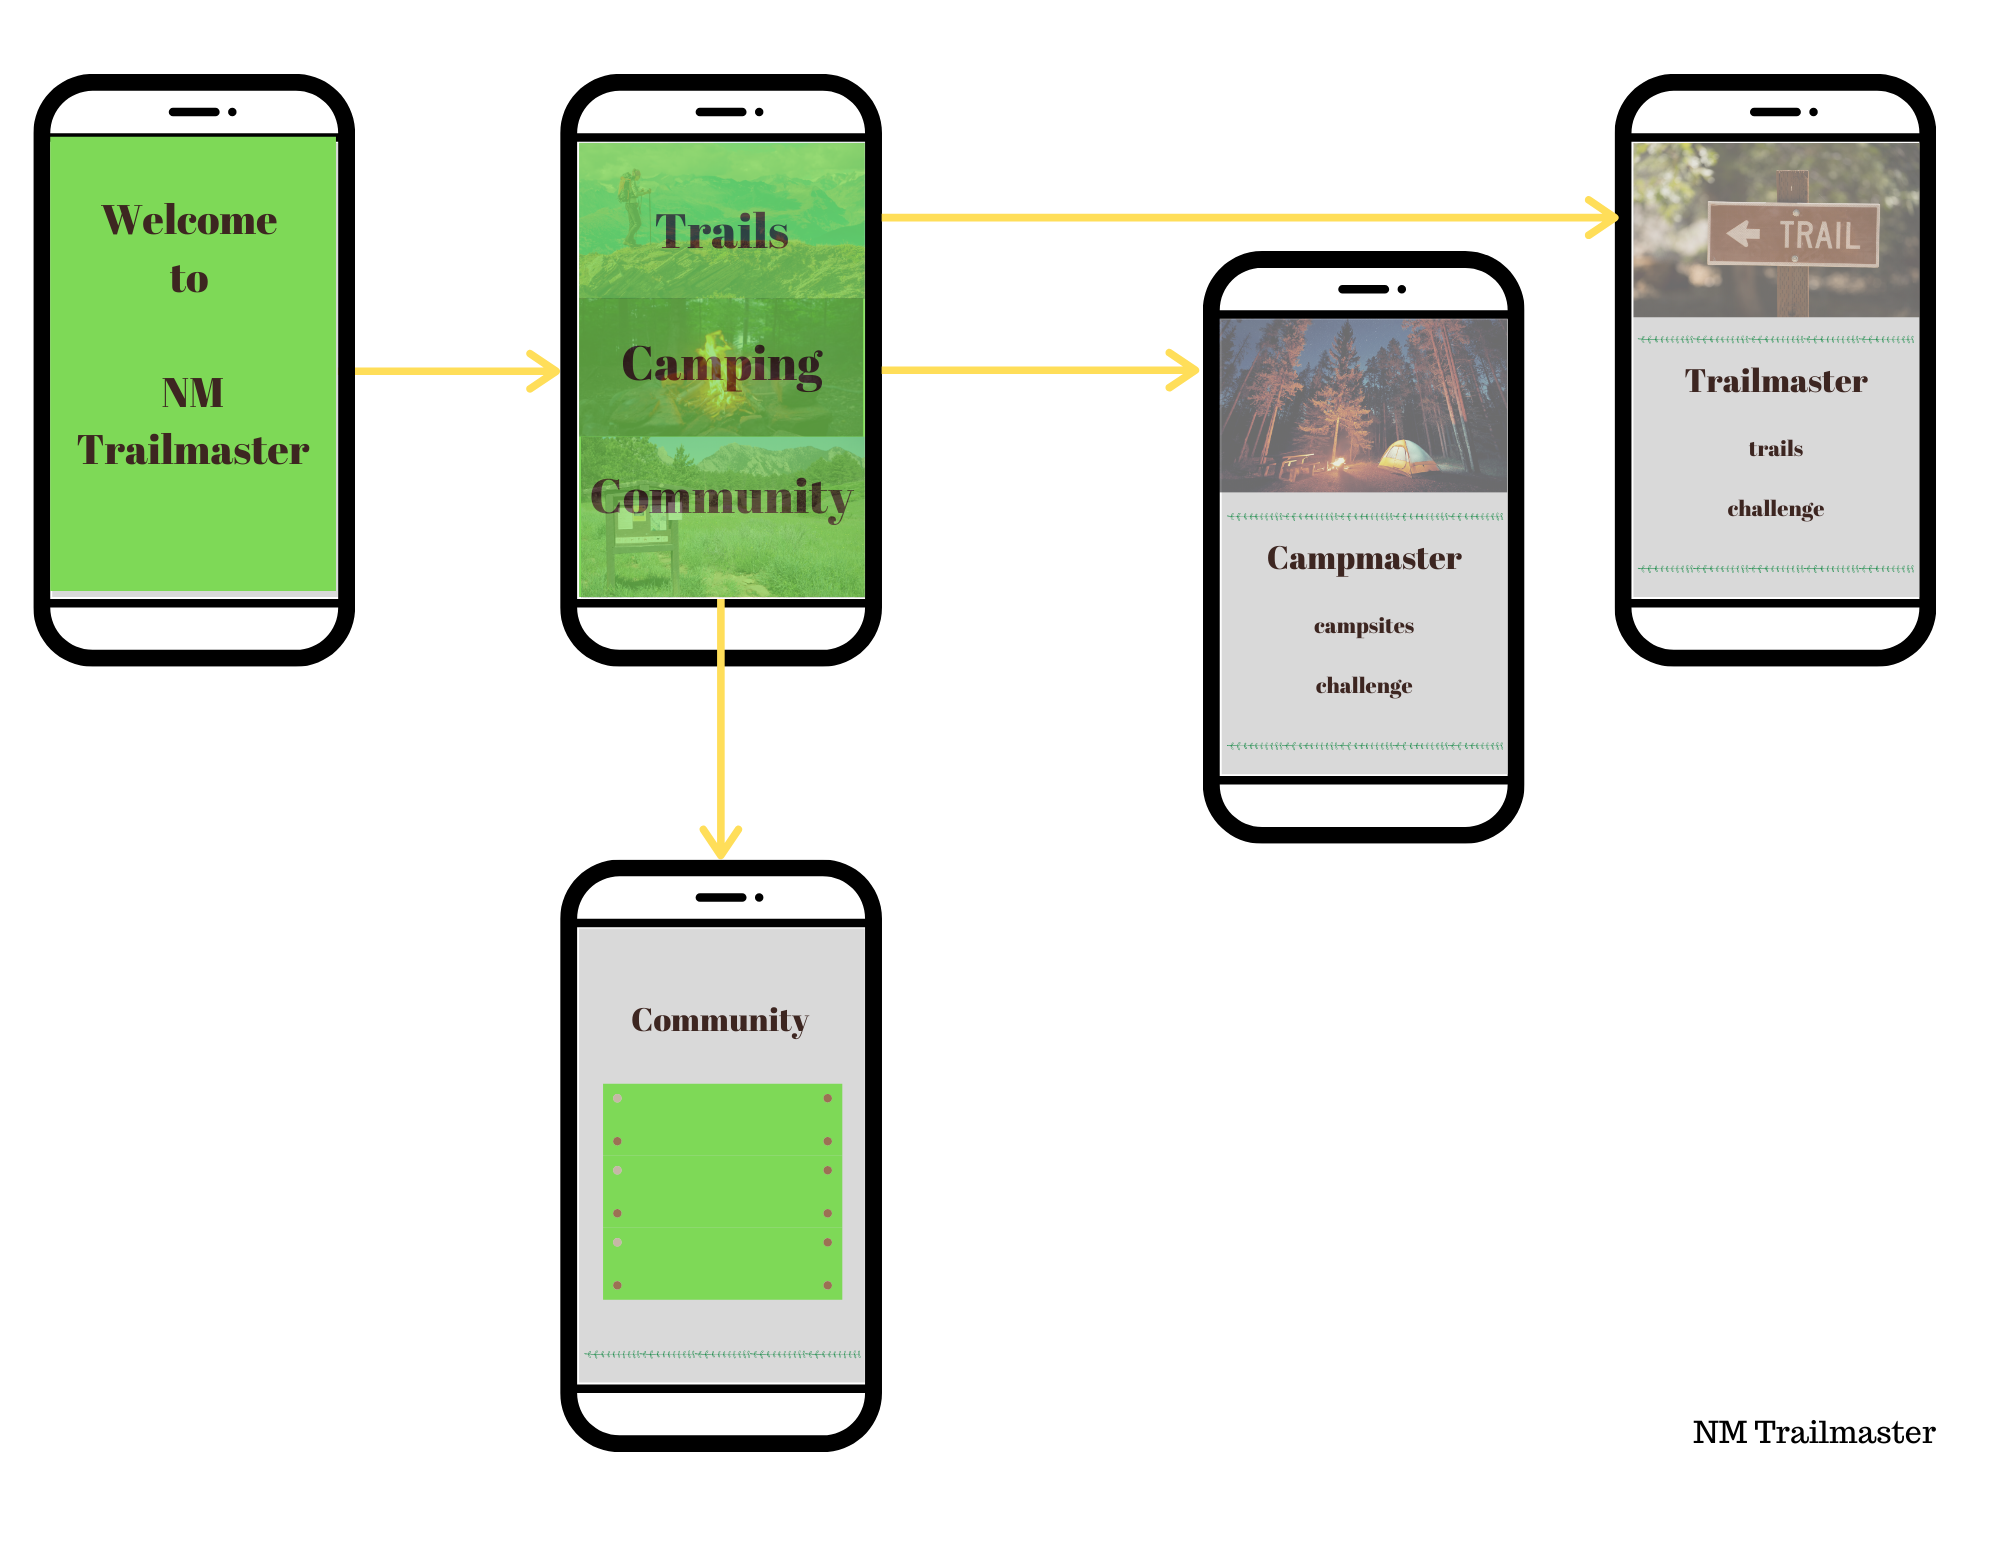 Welcome
to
NM
Trailmaster
Trails
Camping
Community
TRAIL
Trailmaster
trails
challenge
Campmaster
campsites
challenge
Community
NM Trailmaster